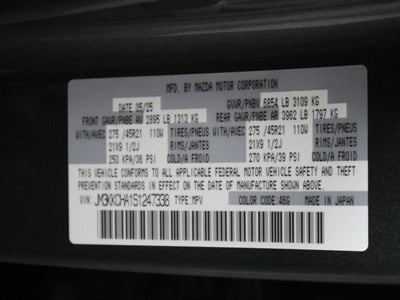 MFD. BY MAZDA MOTOR CORPORATION
DATE 05/25 GVWR/PNBV 6854 LB 3109 KG
FRONT GAWR/PNBE AV 2895 LB 1313 KG REAR GAWR/PNBE AR 3962 LB 1797 KG
WITH/AVEC 275 /45R21 110W TIRES/PNEUS WITH/AVEC 275 /45R21 110W TIRES/PNEUS
21X9 1/2J RIMS/JANTES 21X9 1/2J RIMS/JANTES
250 KPA/36 PSI COLD/A FROID 270 KPA/39 PSI COLD/A FROID
THIS VEHICLE CONFORMS TO ALL APPLICABLE FEDERAL MOTOR VEHICLE SAFETY AND THEFT
PREVENTION STANDARDS IN EFFECT ON THE DATE OF MANUFACTURE SHOWN ABOVE.
VIN: JM3KKCHA1S1247338 TYPE: MPV COLOR CODE: 46G MADE IN JAPAN